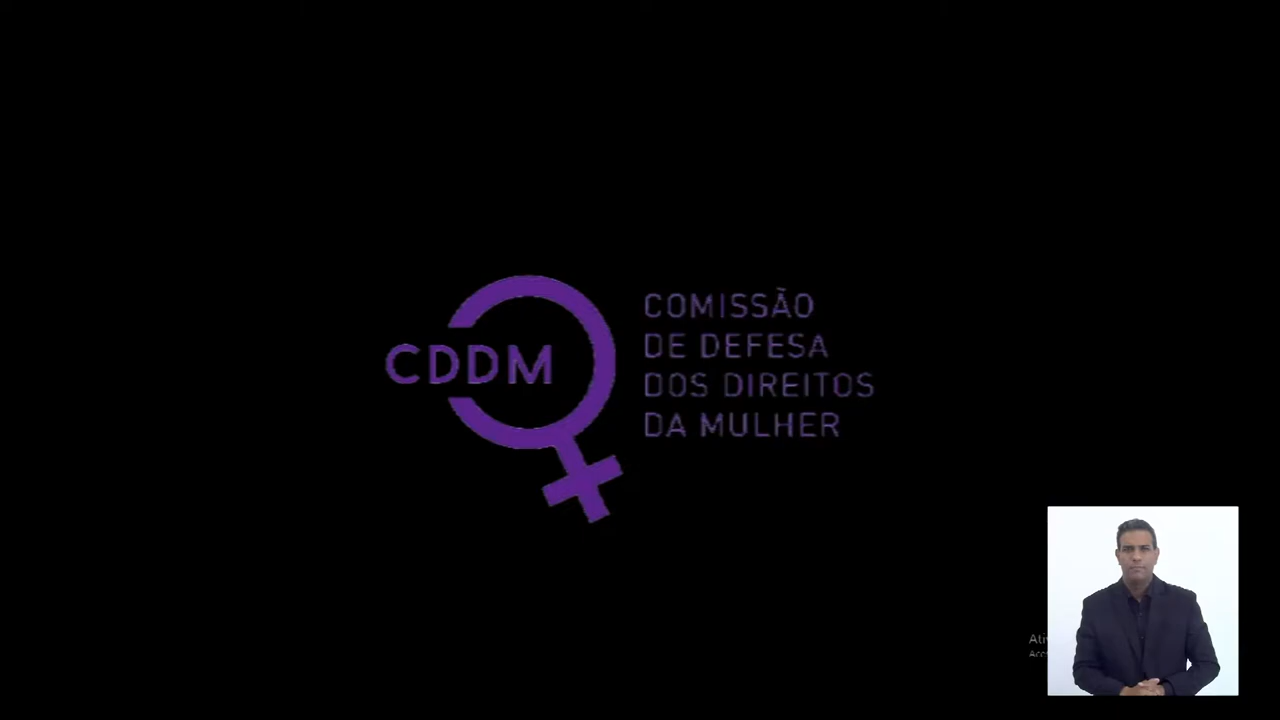 CDDM
COMISSÃO
DE DEFESA
DOS DIREITOS
DA MULHER